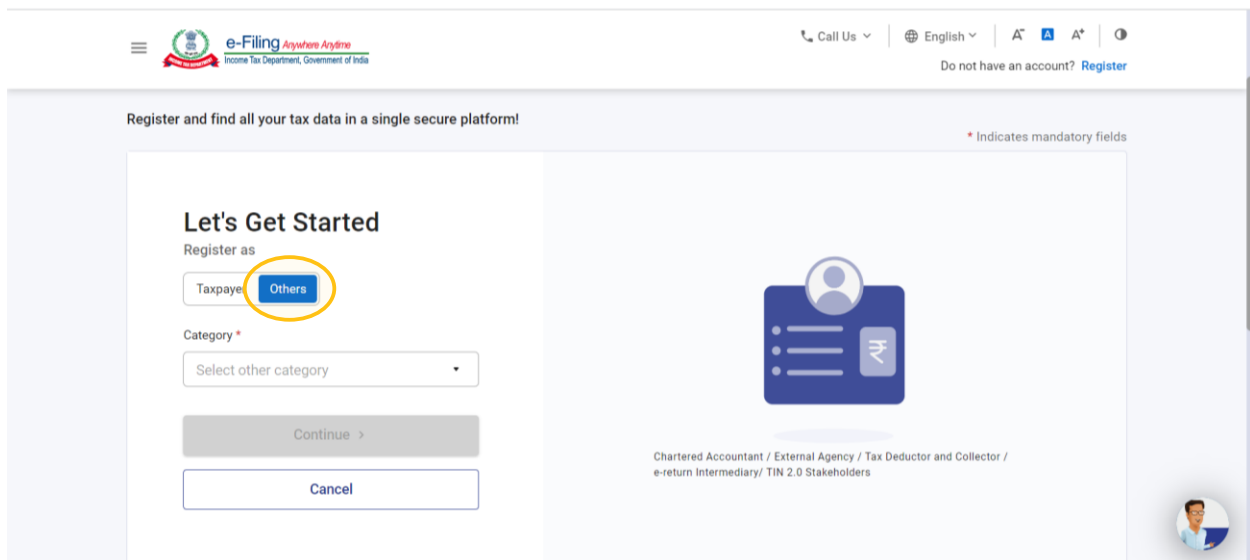 e-Filing Anywhere Anytime
Income Tax Department, Government of India
Call Us
English
A-
A
A+
Do not have an account? Register
Register and find all your tax data in a single secure platform!
* Indicates mandatory fields
Let's Get Started
Register as
Taxpaye
Others
Category *
Select other category
Continue >
Cancel
₹
Chartered Accountant / External Agency / Tax Deductor and Collector /
e-return Intermediary/ TIN 2.0 Stakeholders